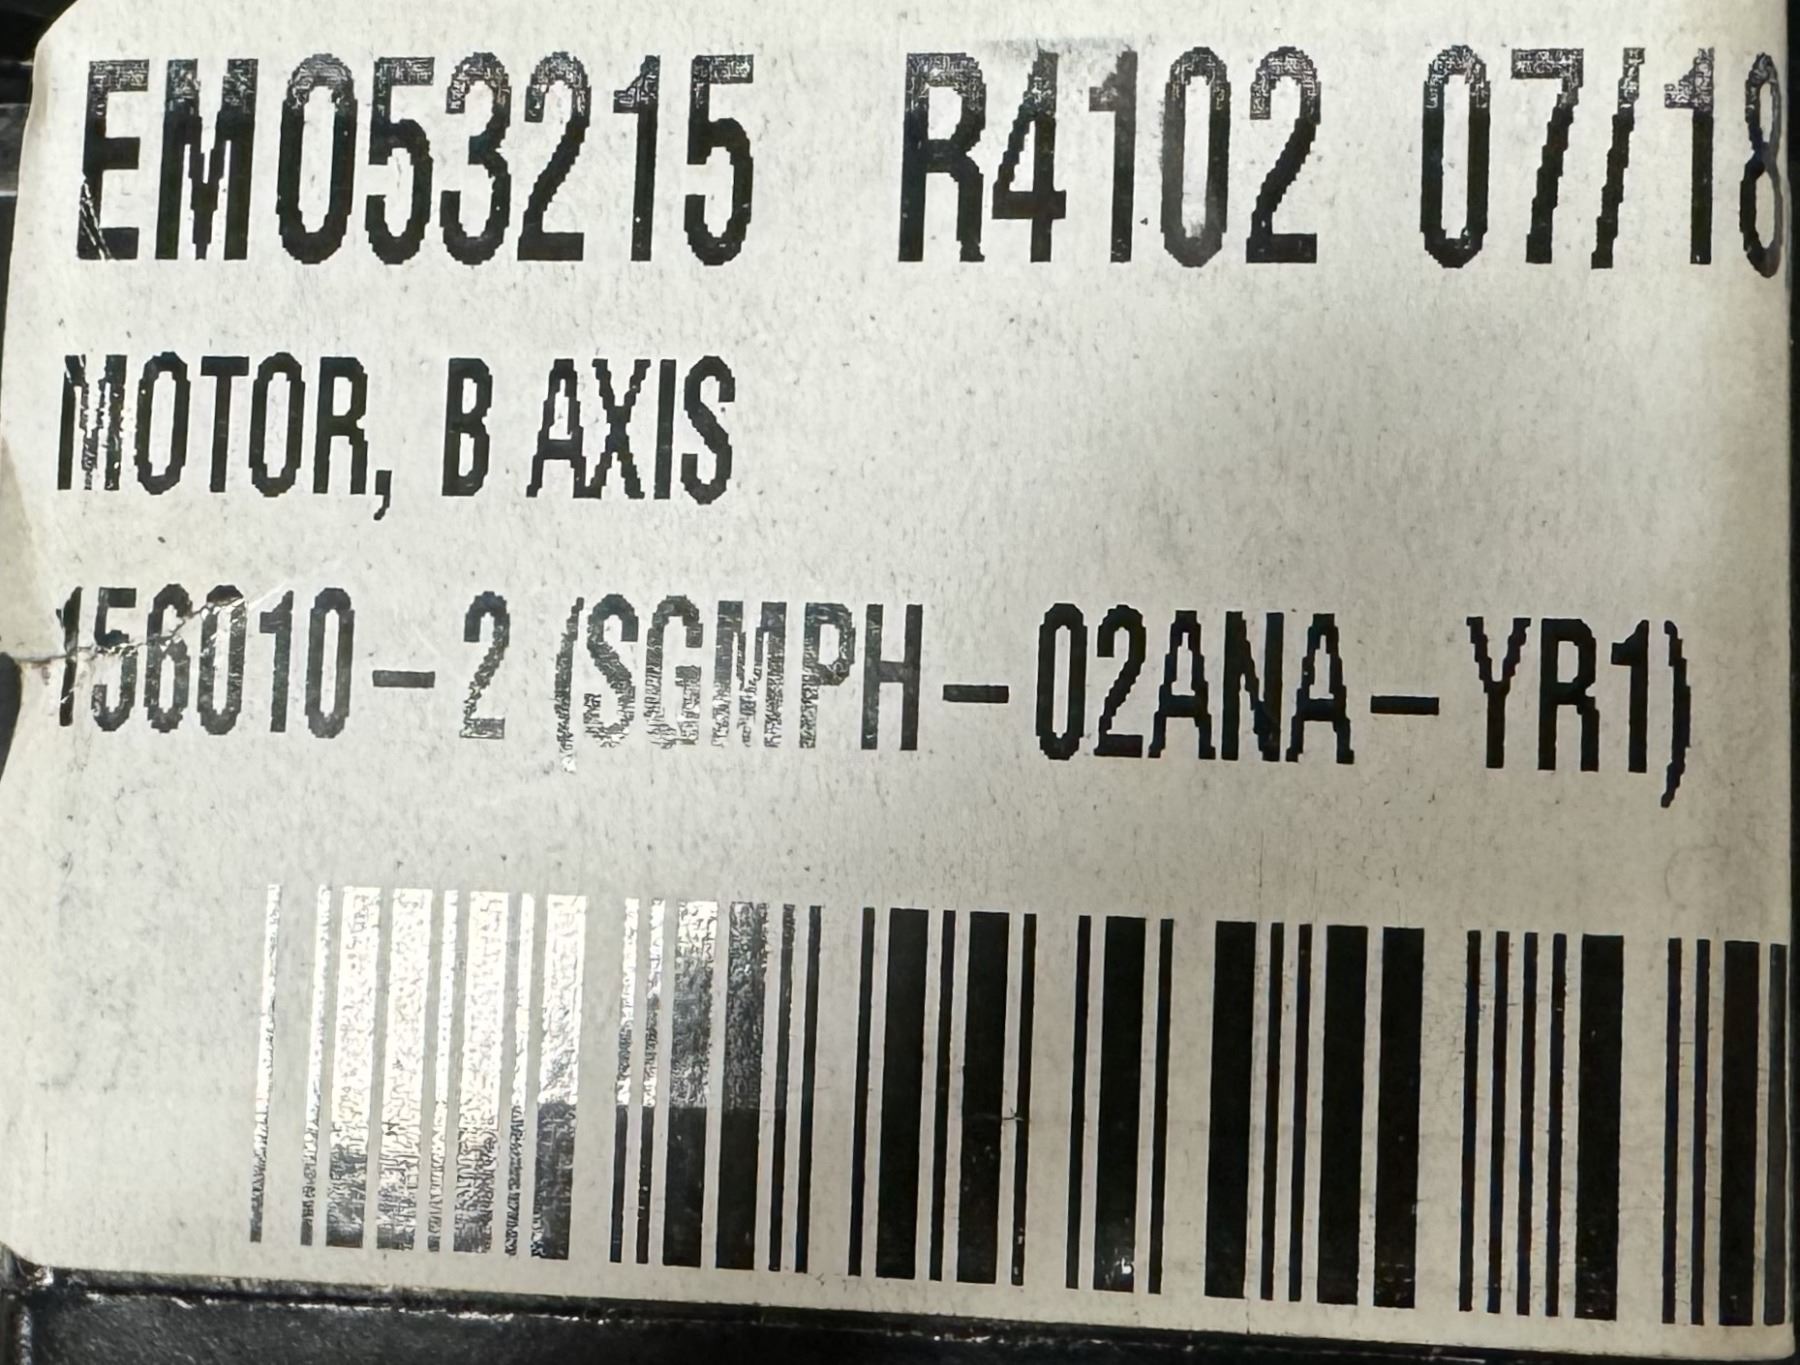 EM053215 R4102 07/18
MOTOR, B AXIS
156010-2 (SGMPH-02ANA-YR1)